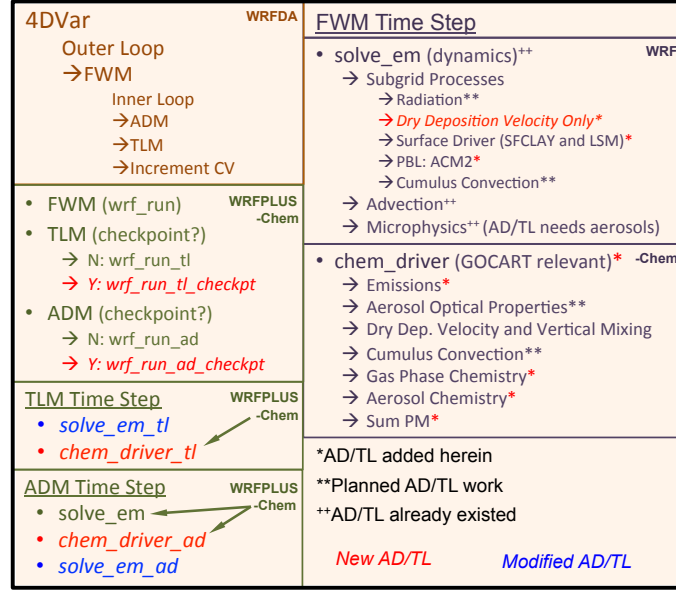 4DVar WRFDA
Outer Loop
→FWM
Inner Loop
→ADM
→TLM
→Increment CV
• FWM (wrf_run) WRFPLUS
-Chem
• TLM (checkpoint?)
→ N: wrf_run_tl
→ Y: wrf_run_tl_checkpt
• ADM (checkpoint?)
→ N: wrf_run_ad
→ Y: wrf_run_ad_checkpt
TLM Time Step WRFPLUS
-Chem
• solve_em_tl
• chem_driver_tl
ADM Time Step WRFPLUS
-Chem
• solve_em
• chem_driver_ad
• solve_em_ad
FWM Time Step
• solve_em (dynamics)++ WRF
→ Subgrid Processes
→ Radiation**
→ Dry Deposition Velocity Only*
→ Surface Driver (SFCLAY and LSM)*
→ PBL: ACM2*
→ Cumulus Convection**
→ Advection++
→ Microphysics++ (AD/TL needs aerosols)
• chem_driver (GOCART relevant)* -Chem
→ Emissions*
→ Aerosol Optical Properties**
→ Dry Dep. Velocity and Vertical Mixing
→ Cumulus Convection**
→ Gas Phase Chemistry*
→ Aerosol Chemistry*
→ Sum PM*
*AD/TL added herein
**Planned AD/TL work
++AD/TL already existed
New AD/TL Modified AD/TL